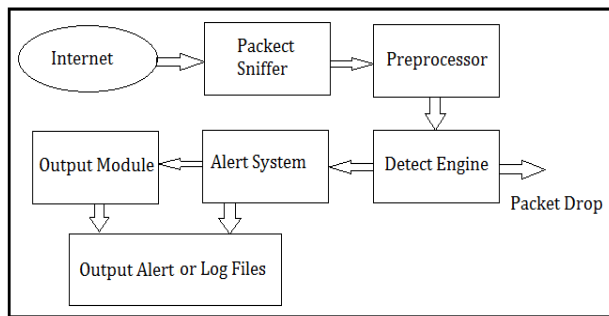 Internet
Packect
Sniffer
Preprocessor
Output Module
Alert System
Detect Engine
Packet Drop
Output Alert or Log Files